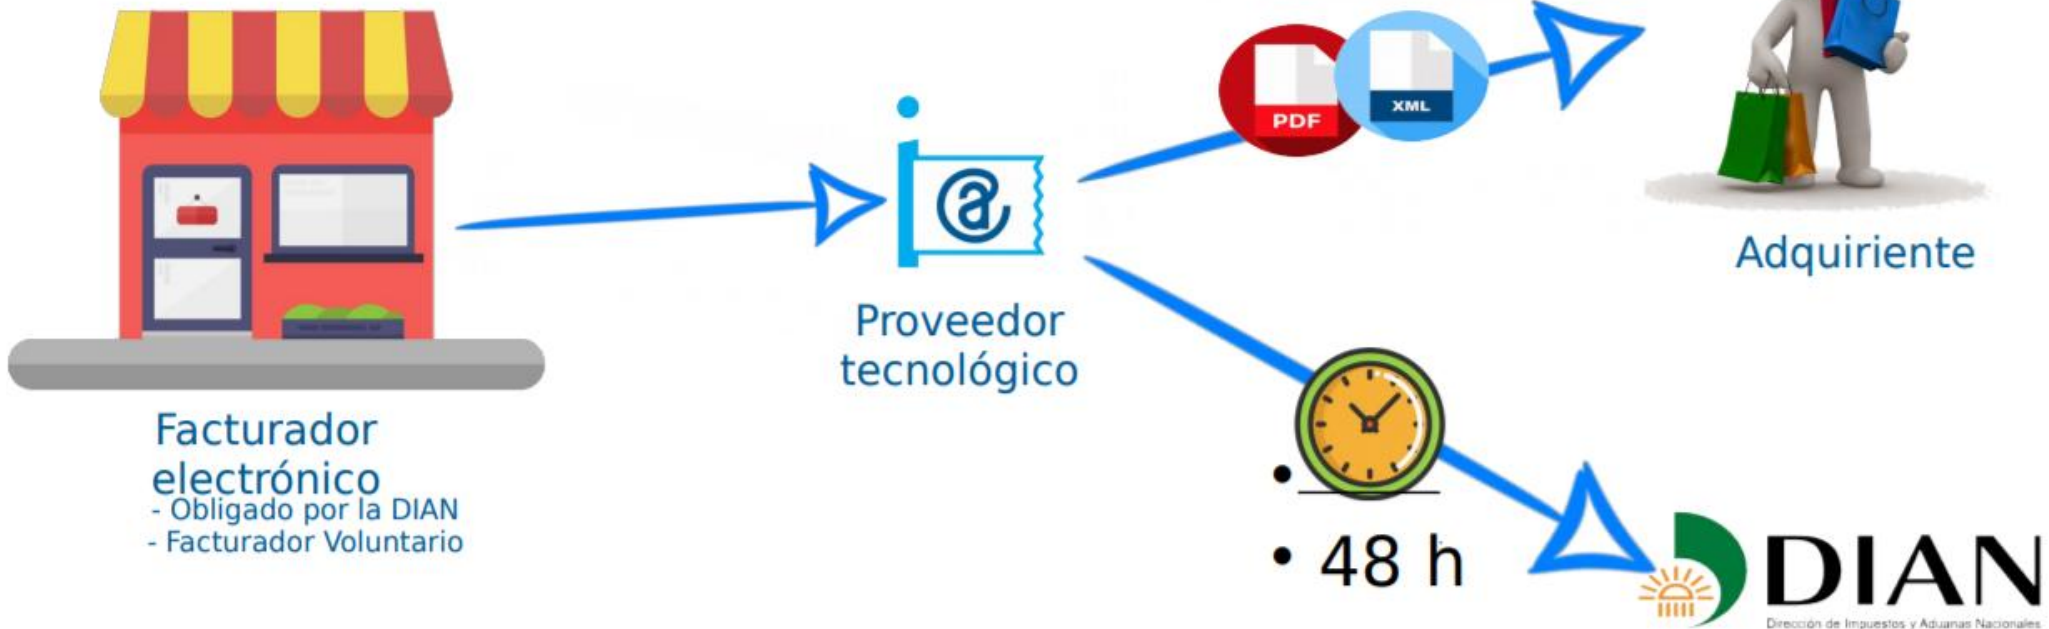 PDF
XML
Adquiriente
Proveedor
tecnológico
Facturador
electrónico
- Obligado por la DIAN
- Facturador Voluntario
•
• 48 h
DIAN
Dirección de Impuestos y Aduanas Nacionales